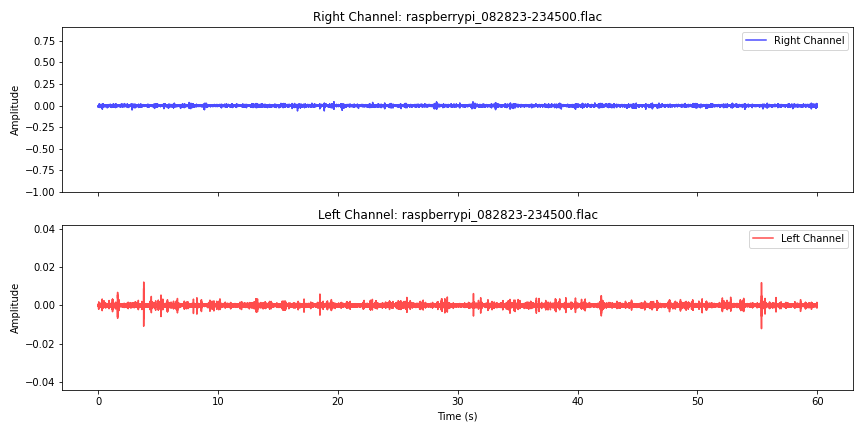 Right Channel: raspberrypi_082823-234500.flac
Right Channel
0.75
0.50
0.25
0.00
−0.25
−0.50
−0.75
−1.00
Amplitude
Left Channel: raspberrypi_082823-234500.flac
Left Channel
0.04
0.02
0.00
−0.02
−0.04
Amplitude
0 10 20 30 40 50 60
Time (s)